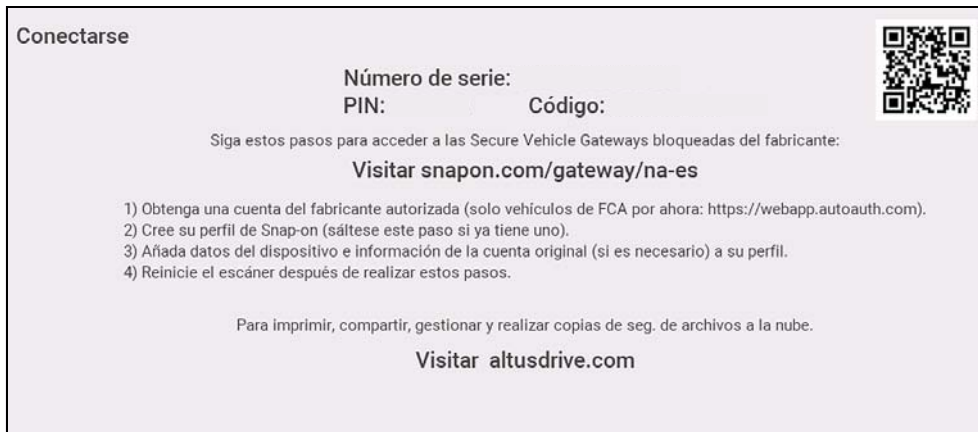 Conectarse
Número de serie:
PIN: Código:
Siga estos pasos para acceder a las Secure Vehicle Gateways bloqueadas del fabricante:
Visitar snapon.com/gateway/na-es
1) Obtenga una cuenta del fabricante autorizada (solo vehículos de FCA por ahora: https://webapp.autoauth.com).
2) Cree su perfil de Snap-on (sáltese este paso si ya tiene uno).
3) Añada datos del dispositivo e información de la cuenta original (si es necesario) a su perfil.
4) Reinicie el escáner después de realizar estos pasos.
Para imprimir, compartir, gestionar y realizar copias de seg. de archivos a la nube.
Visitar altusdrive.com